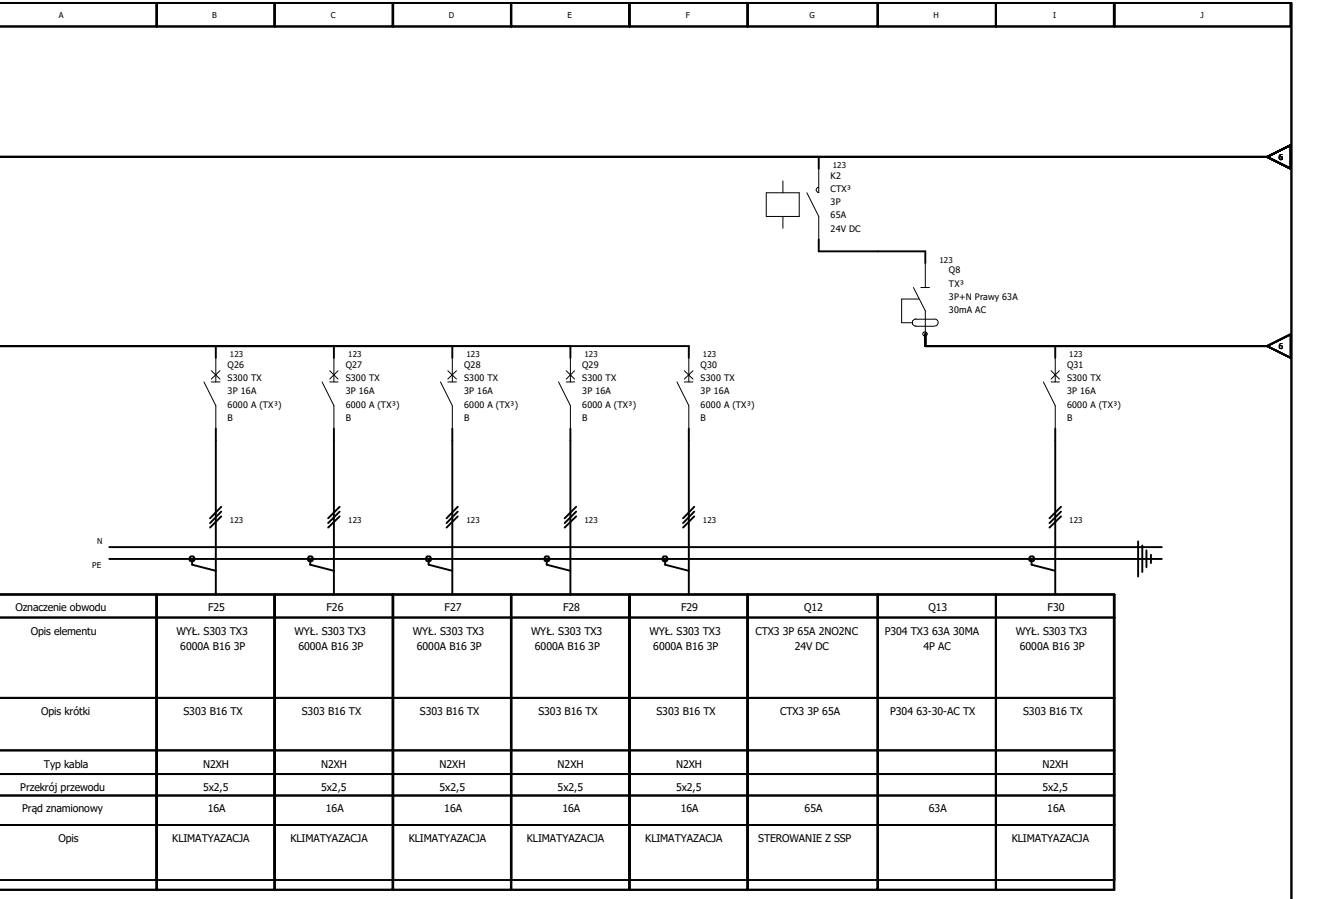 A B C D E F G H I J
6
123
K2
CTX³
3P
65A
24V DC
123
Q8
TX³
3P+N Prawy 63A
30mA AC
6
123 123 123 123 123 123
Q26 Q27 Q28 Q29 Q30 Q31
S300 TX S300 TX S300 TX S300 TX S300 TX S300 TX
3P 16A 3P 16A 3P 16A 3P 16A 3P 16A 3P 16A
6000 A (TX³) 6000 A (TX³) 6000 A (TX³) 6000 A (TX³) 6000 A (TX³) 6000 A (TX³)
B B B B B B
123 123 123 123 123 123
N
PE
Oznaczenie obwodu F25 F26 F27 F28 F29 Q12 Q13 F30
Opis elementu WYŁ. S303 TX3 WYŁ. S303 TX3 WYŁ. S303 TX3 WYŁ. S303 TX3 WYŁ. S303 TX3 CTX3 3P 65A 2NO2NC P304 TX3 63A 30MA WYŁ. S303 TX3
6000A B16 3P 6000A B16 3P 6000A B16 3P 6000A B16 3P 6000A B16 3P 24V DC 4P AC 6000A B16 3P
Opis krótki S303 B16 TX S303 B16 TX S303 B16 TX S303 B16 TX S303 B16 TX CTX3 3P 65A P304 63-30-AC TX S303 B16 TX
Typ kabla N2XH N2XH N2XH N2XH N2XH N2XH
Przekrój przewodu 5x2,5 5x2,5 5x2,5 5x2,5 5x2,5 5x2,5
Prąd znamionowy 16A 16A 16A 16A 16A 65A 63A 16A
Opis KLIMATYAZACJA KLIMATYAZACJA KLIMATYAZACJA KLIMATYAZACJA KLIMATYAZACJA STEROWANIE Z SSP KLIMATYAZACJA